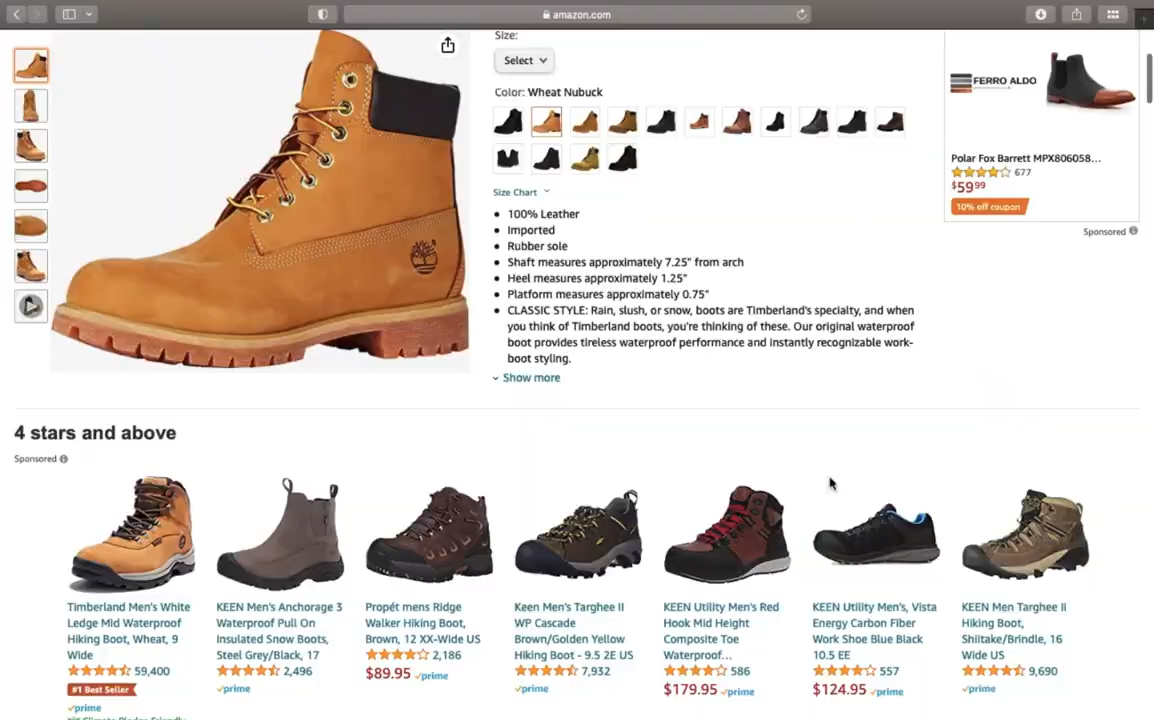 amazon.com
Size:
Select
Color: Wheat Nubuck
Size Chart
100% Leather
Imported
Rubber sole
Shaft measures approximately 7.25" from arch
Heel measures approximately 1.25"
Platform measures approximately 0.75"
CLASSIC STYLE: Rain, slush, or snow, boots are Timberland's specialty, and when
you think of Timberland boots, you're thinking of these. Our original waterproof
boot provides tireless waterproof performance and instantly recognizable work-
boot styling.
Show more
FERRO ALDO
Polar Fox Barrett MPX806058...
677
$59.99
10% off coupon
Sponsored
4 stars and above
Sponsored
Timberland Men's White
Ledge Mid Waterproof
Hiking Boot, Wheat, 9
Wide
59,400
#1 Best Seller
prime
Climate Pledge Friendly
KEEN Men's Anchorage 3
Waterproof Pull On
Insulated Snow Boots,
Steel Grey/Black, 17
2,496
prime
Propét mens Ridge
Walker Hiking Boot,
Brown, 12 XX-Wide US
2,186
$89.95 prime
Keen Men's Targhee II
WP Cascade
Brown/Golden Yellow
Hiking Boot - 9.5 2E US
7,932
prime
KEEN Utility Men's Red
Hook Mid Height
Composite Toe
Waterproof...
586
$179.95 prime
KEEN Utility Men's, Vista
Energy Carbon Fiber
Work Shoe Blue Black
10.5 EE
557
$124.95 prime
KEEN Men Targhee II
Hiking Boot,
Shiitake/Brindle, 16
Wide US
9,690
prime